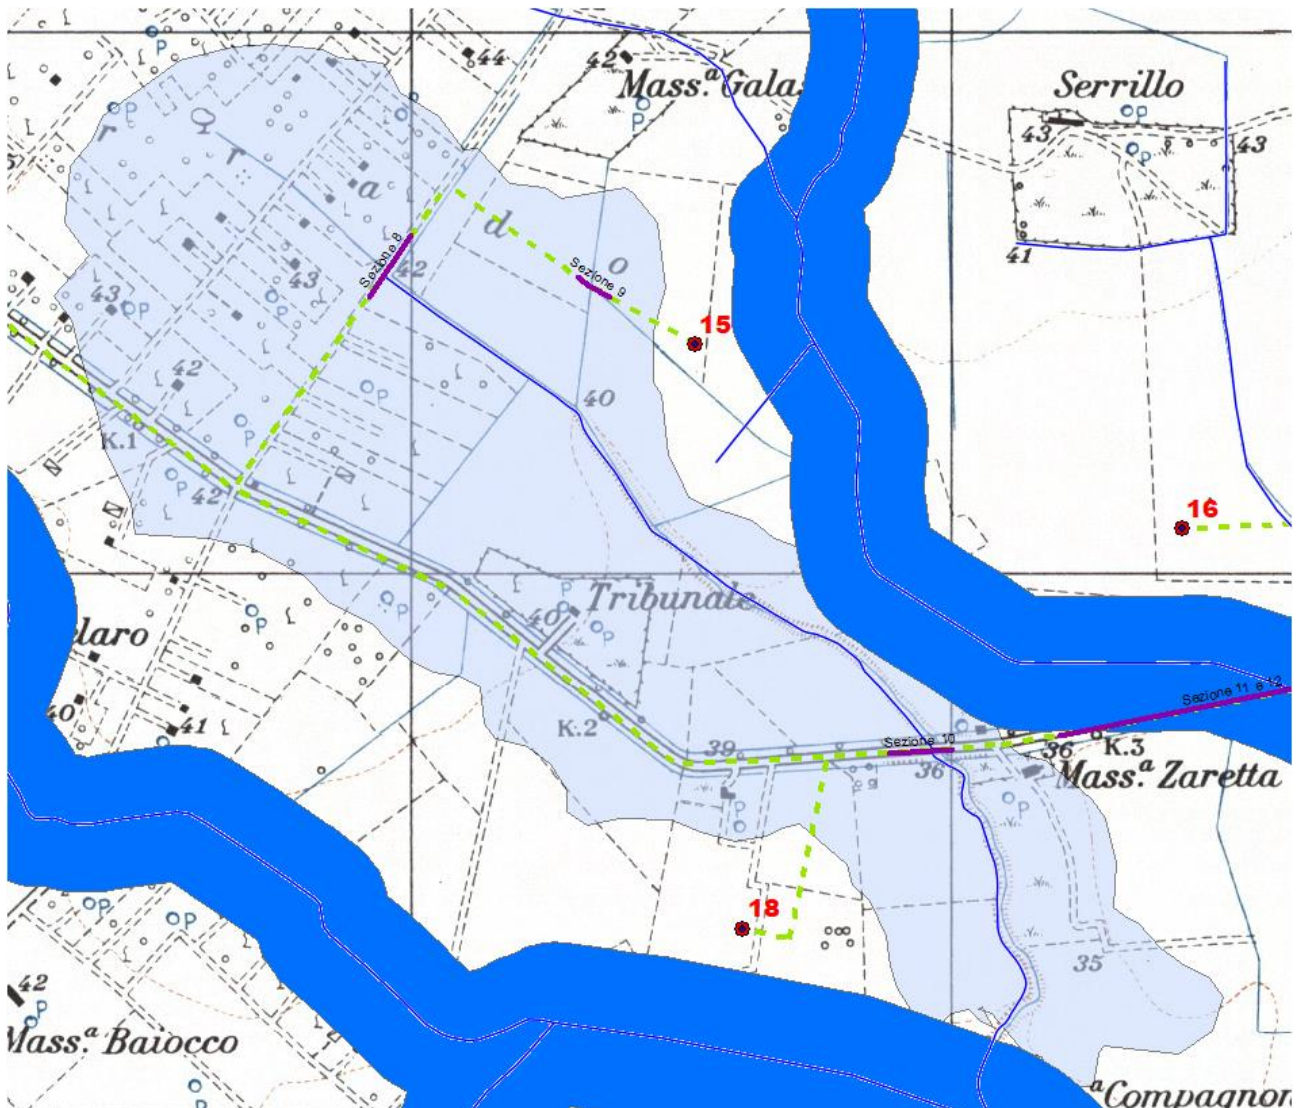 P
44
42
Mass.ª Gala
P
Serrillo
P
43
P
43
P
P
r
r
a
d
o
41
Sezione 8
42
Sezione 9
43
43
P
P
r
15
42
P
40
K.1
P
42
P
16
Tribunale
40
P
P
P
P
laro
40
41
K.2
39
Sezione 10
36
Sezione 11 e 12
36
K.3
Mass.ª Zaretta
P
P
18
P
P
35
42
P
Mass.ª Baiocco
P
ª Compagnon